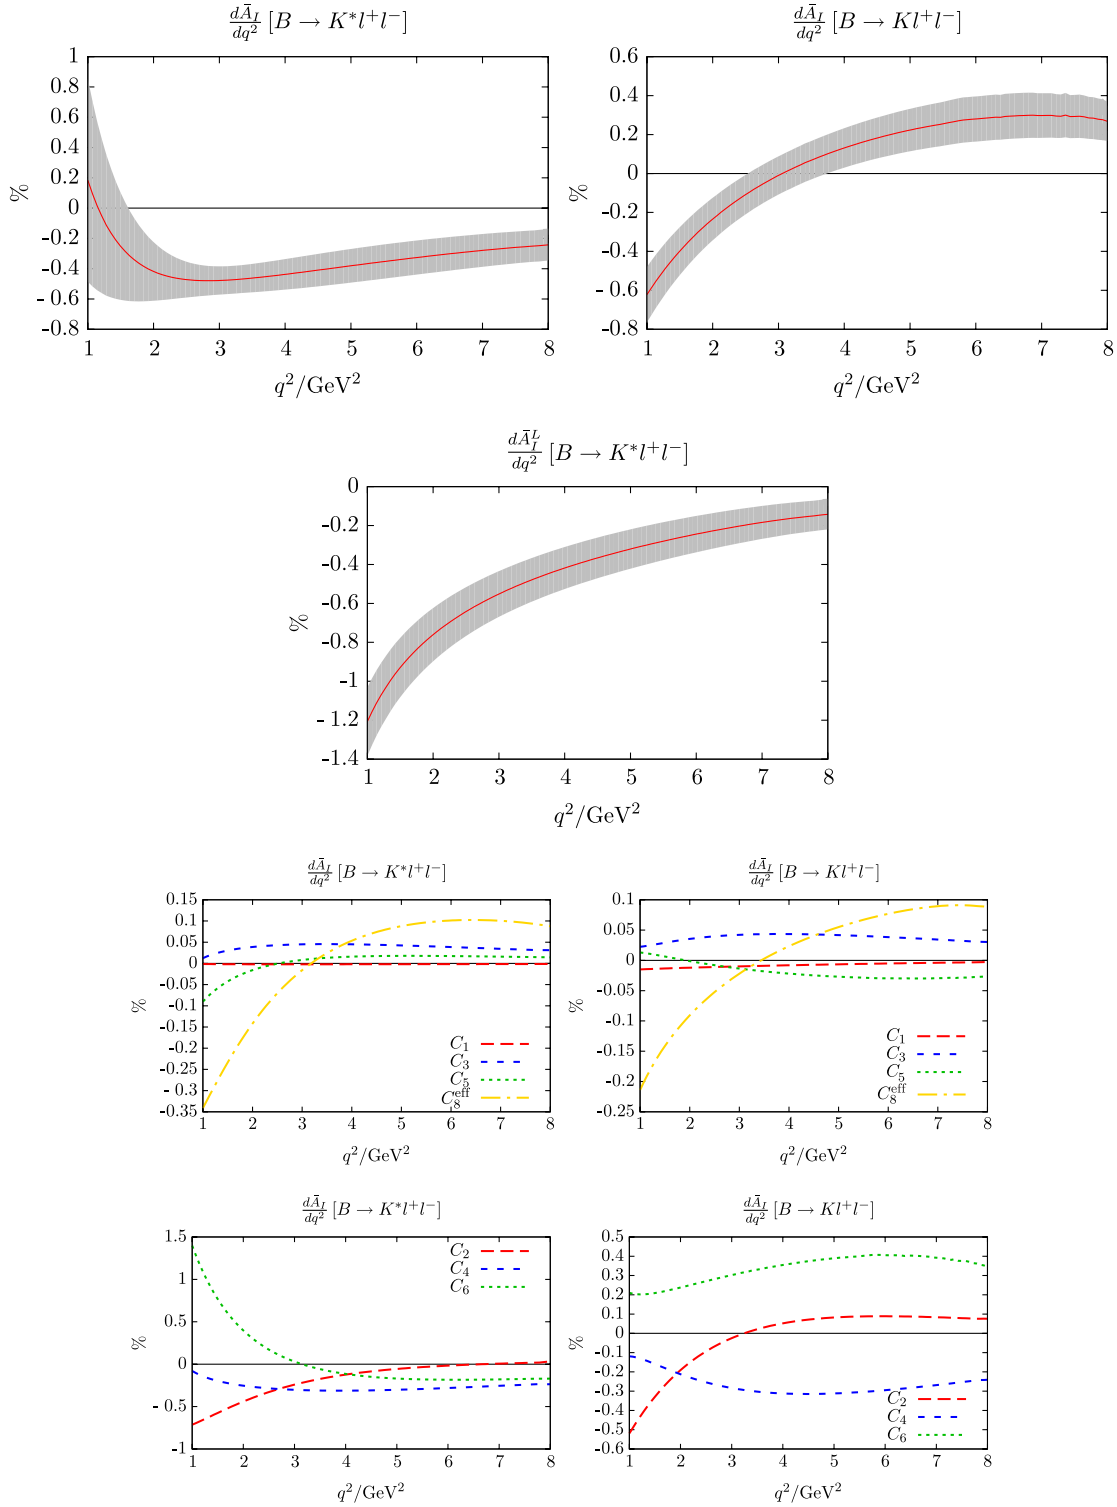 dĀ_I/dq² [B → K*l⁺l⁻]
%
1
0.8
0.6
0.4
0.2
0
-0.2
-0.4
-0.6
-0.8
1 2 3 4 5 6 7 8
q²/GeV²
dĀ_I/dq² [B → Kl⁺l⁻]
%
0.6
0.4
0.2
0
-0.2
-0.4
-0.6
-0.8
1 2 3 4 5 6 7 8
q²/GeV²
dĀ_I^L/dq² [B → K*l⁺l⁻]
%
0
-0.2
-0.4
-0.6
-0.8
-1
-1.2
-1.4
1 2 3 4 5 6 7 8
q²/GeV²
dĀ_I/dq² [B → K*l⁺l⁻]
%
0.15
0.1
0.05
0
-0.05
-0.1
-0.15
-0.2
-0.25
-0.3
-0.35
C₁
C₃
C₅
C₈^eff
1 2 3 4 5 6 7 8
q²/GeV²
dĀ_I/dq² [B → Kl⁺l⁻]
%
0.1
0.05
0
-0.05
-0.1
-0.15
-0.2
-0.25
C₁
C₃
C₅
C₈^eff
1 2 3 4 5 6 7 8
q²/GeV²
dĀ_I/dq² [B → K*l⁺l⁻]
%
1.5
1
0.5
0
-0.5
-1
C₂
C₄
C₆
1 2 3 4 5 6 7 8
q²/GeV²
dĀ_I/dq² [B → Kl⁺l⁻]
%
0.5
0.4
0.3
0.2
0.1
0
-0.1
-0.2
-0.3
-0.4
-0.5
-0.6
C₂
C₄
C₆
1 2 3 4 5 6 7 8
q²/GeV²